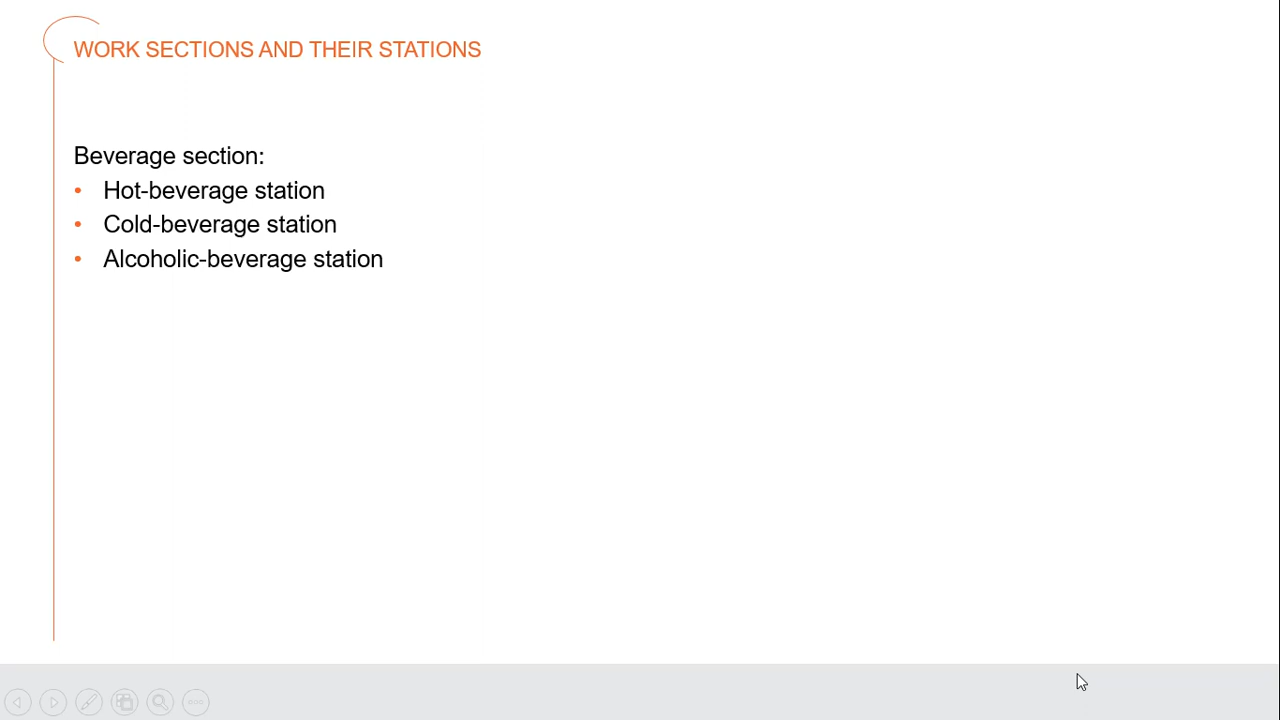 WORK SECTIONS AND THEIR STATIONS
Beverage section:
• Hot-beverage station
• Cold-beverage station
• Alcoholic-beverage station